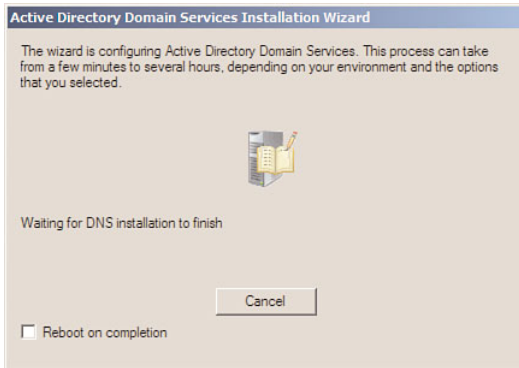 Active Directory Domain Services Installation Wizard
The wizard is configuring Active Directory Domain Services. This process can take
from a few minutes to several hours, depending on your environment and the options
that you selected.
Waiting for DNS installation to finish
Cancel
Reboot on completion